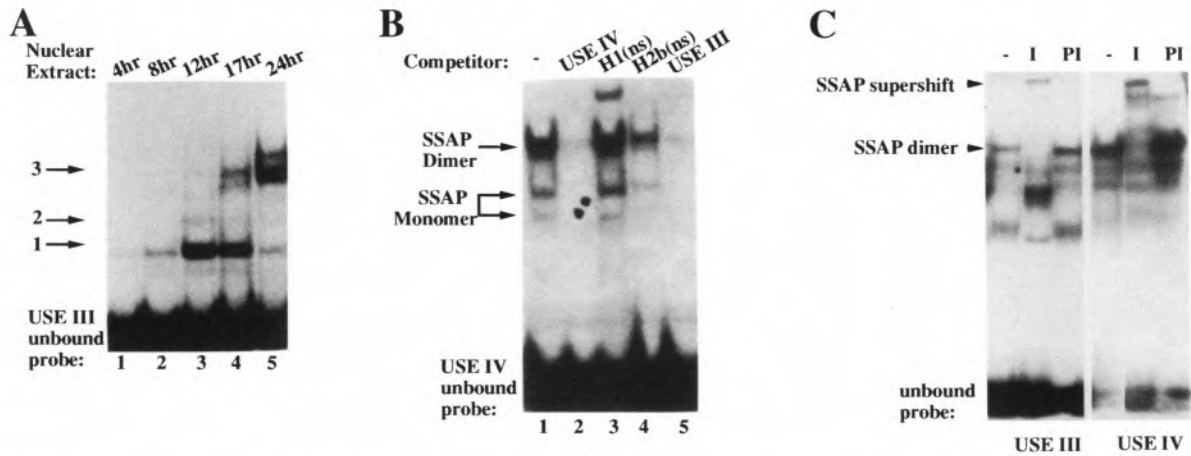 A
Nuclear
Extract:
4hr 8hr 12hr 17hr 24hr
3
2
1
USE III
unbound
probe:
1 2 3 4 5
B
Competitor:
- USE IV H1(ns) H2b(ns) USE III
SSAP
Dimer
SSAP
Monomer
USE IV
unbound
probe:
1 2 3 4 5
C
- I PI - I PI
SSAP supershift
SSAP dimer
unbound
probe:
USE III USE IV